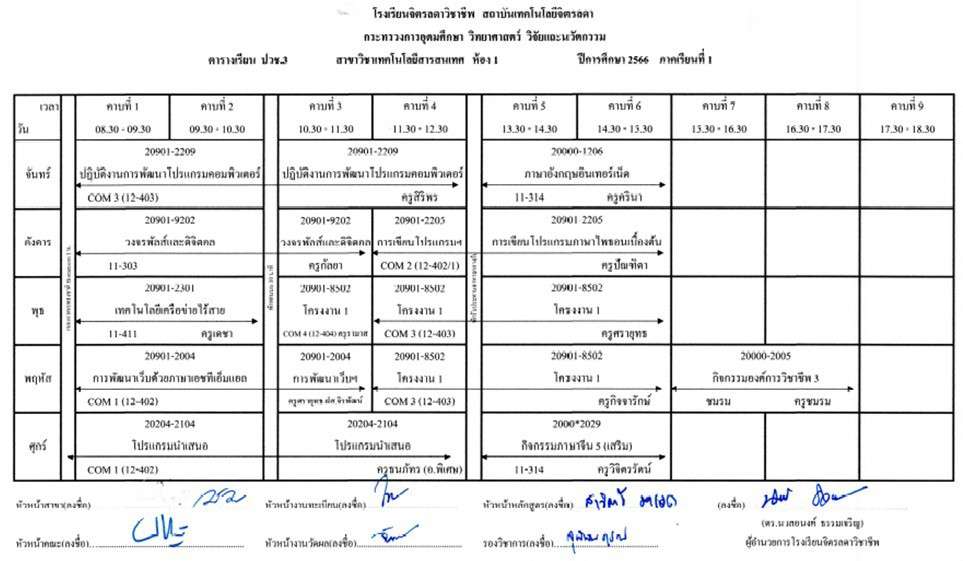 โรงเรียนจิตรลดาวิชาชีพ สถาบันเทคโนโลยีจิตรลดา
กระทรวงการอุดมศึกษา วิทยาศาสตร์ วิจัยและนวัตกรรม
ตารางเรียน ปวช.3 สาขาวิชาเทคโนโลยีสารสนเทศ ห้อง 1 ปีการศึกษา 2566 ภาคเรียนที่ 1
เวลา คาบที่ 1 คาบที่ 2 คาบที่ 3 คาบที่ 4 คาบที่ 5 คาบที่ 6 คาบที่ 7 คาบที่ 8 คาบที่ 9
วัน 08.30 - 09.30 09.30 - 10.30 10.30 - 11.30 11.30 - 12.30 13.30 - 14.30 14.30 - 15.30 15.30 - 16.30 16.30 - 17.30 17.30 - 18.30
20901-2209 20901-2209 20000-1206
จันทร์ ปฏิบัติงานการพัฒนาโปรแกรมคอมพิวเตอร์ ปฏิบัติงานการพัฒนาโปรแกรมคอมพิวเตอร์ ภาษาอังกฤษอินเทอร์เน็ต
COM 3 (12-403) ครูสิริพร 11-314 ครูศรินา
20901-9202 20901-9202 20901-2205 20901-2205
อังคาร วงจรพัลส์และดิจิตอล วงจรพัลส์และดิจิตอล การเขียนโปรแกรมฯ การเขียนโปรแกรมภาษาไพธอนเบื้องต้น
11-303 ครูกัลยา COM 2 (12-402/1) ครูปัณฑิตา
20901-2301 20901-8502 20901-8502 20901-8502
พุธ เทคโนโลยีเครือข่ายไร้สาย โครงงาน 1 โครงงาน 1 โครงงาน 1
11-411 ครูเดชา COM 4 (12-404) COM 3 (12-403) ครูศรายุทธ
20901-2004 20901-2004 20901-8502 20901-8502 20000-2005
พฤหัส การพัฒนาเว็บด้วยภาษาเอชทีเอ็มแอล การพัฒนาเว็บฯ โครงงาน 1 โครงงาน 1 กิจกรรมองค์การวิชาชีพ 3
COM 1 (12-402) COM 3 (12-403) ครูกิจจารักษ์ ชมรม ครูชมรม
20204-2104 20204-2104 2000*2029
ศุกร์ โปรแกรมนำเสนอ โปรแกรมนำเสนอ กิจกรรมภาษาจีน 5 (เสริม)
COM 1 (12-402) ครูธนภัทร (อ.พิเศษ) 11-314 ครูวิจิตรรัตน์
หัวหน้าสาขา(ลงชื่อ) หัวหน้างานทะเบียน(ลงชื่อ) หัวหน้าหลักสูตร(ลงชื่อ) (ลงชื่อ)
(ดร.นวลอนงค์ ธรรมเจริญ)
หัวหน้าคณะ(ลงชื่อ) หัวหน้างานวัดผล(ลงชื่อ) รองวิชาการ(ลงชื่อ) ผู้อำนวยการโรงเรียนจิตรลดาวิชาชีพ